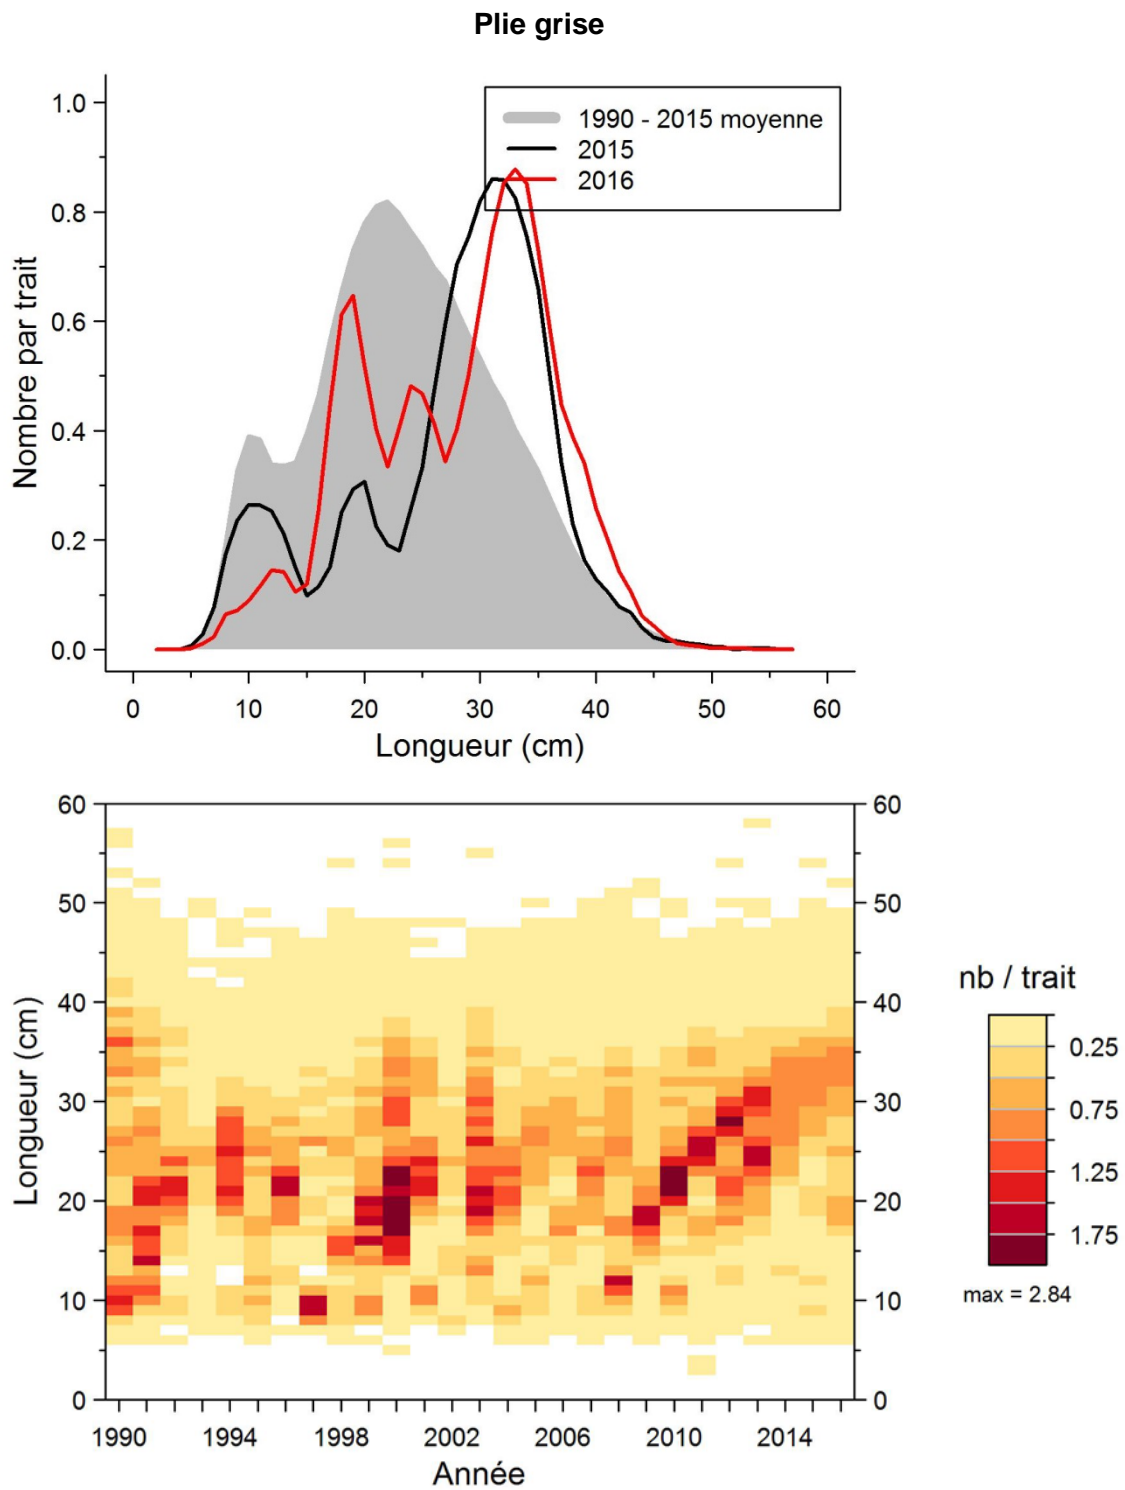 Plie grise
1990 - 2015 moyenne
2015
2016
Nombre par trait
1.0
0.8
0.6
0.4
0.2
0.0
0 10 20 30 40 50 60
Longueur (cm)
Longueur (cm)
60 60
50 50
40 40
30 30
20 20
10 10
0 0
1990 1994 1998 2002 2006 2010 2014
Année
nb / trait
0.25
0.75
1.25
1.75
max = 2.84